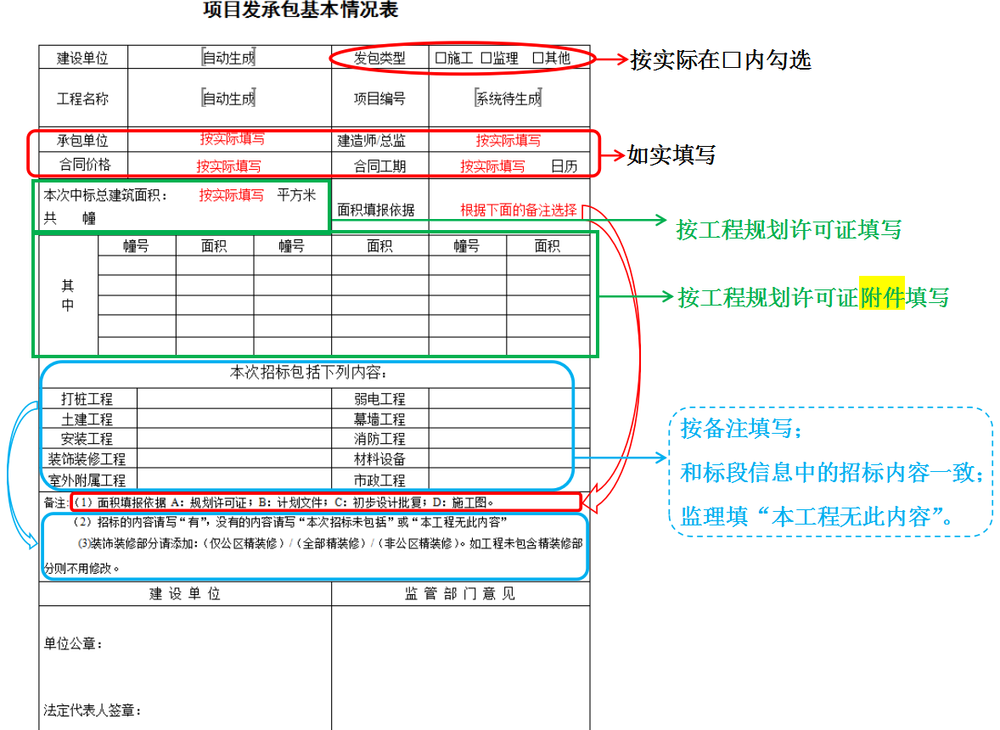 项目发承包基本情况表
建设单位 [自动生成] 发包类型 □施工 □监理 □其他
按实际在口内勾选
工程名称 [自动生成] 项目编号 [系统待生成]
承包单位 按实际填写 建造师/总监 按实际填写
合同价格 按实际填写 合同工期 按实际填写 日历
如实填写
本次中标总建筑面积： 按实际填写 平方米
共 幢
面积填报依据 根据下面的备注选择
按工程规划许可证填写
其
中
幢号 面积 幢号 面积 幢号 面积
按工程规划许可证附件填写
本次招标包括下列内容：
打桩工程 弱电工程
土建工程 幕墙工程
安装工程 消防工程
装饰装修工程 材料设备
室外附属工程 市政工程
按备注填写；
和标段信息中的招标内容一致；
监理填“本工程无此内容”。
备注:（1）面积填报依据 A：规划许可证；B：计划文件；C：初步设计批复；D：施工图。
（2）招标的内容请写“有”，没有的内容请写“本次招标未包括”或“本工程无此内容”
⑶装饰装修部分请添加:（仅公区精装修）/（全部精装修）/（非公区精装修）。如工程未包含精装修部
分则不用修改。
建 设 单 位 监 管 部 门 意 见
单位公章：
法定代表人签章：